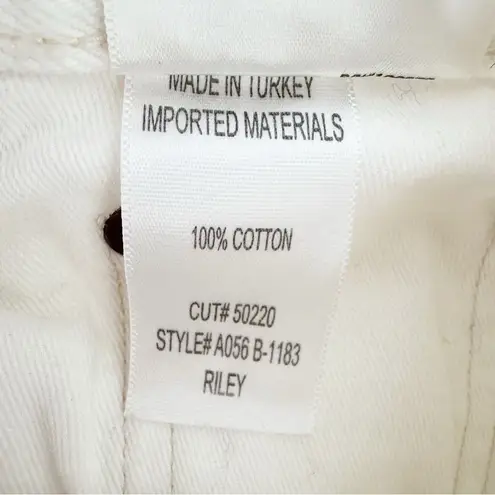 MADE IN TURKEY
IMPORTED MATERIALS
100% COTTON
CUT# 50220
STYLE# A056 B-1183
RILEY